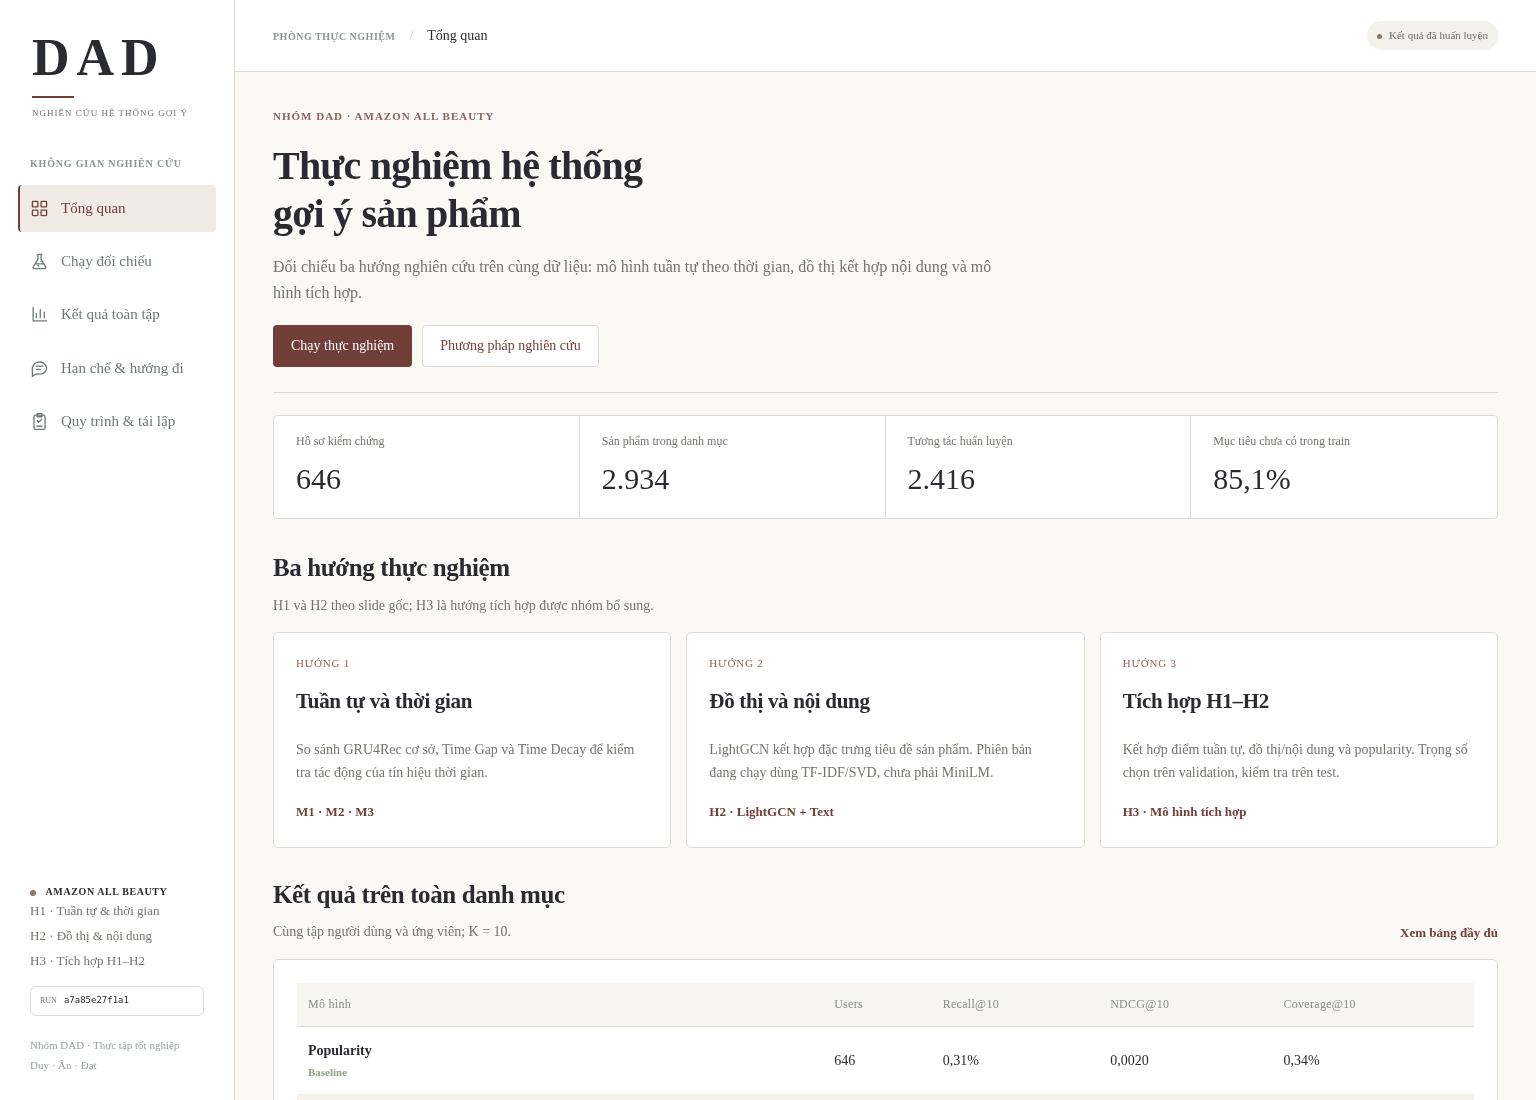 DAD
NGHIÊN CỨU HỆ THỐNG GỢI Ý
KHÔNG GIAN NGHIÊN CỨU
Tổng quan
Chạy đối chiếu
Kết quả toàn tập
Hạn chế & hướng đi
Quy trình & tái lập
AMAZON ALL BEAUTY
H1 · Tuần tự & thời gian
H2 · Đồ thị & nội dung
H3 · Tích hợp H1–H2
RUN a7a85e27f1a1
Nhóm DAD · Thực tập tốt nghiệp
Duy · Ân · Đạt
PHÒNG THỰC NGHIỆM / Tổng quan
Kết quả đã huấn luyện
NHÓM DAD · AMAZON ALL BEAUTY
Thực nghiệm hệ thống
gợi ý sản phẩm
Đối chiếu ba hướng nghiên cứu trên cùng dữ liệu: mô hình tuần tự theo thời gian, đồ thị kết hợp nội dung và mô
hình tích hợp.
Chạy thực nghiệm
Phương pháp nghiên cứu
Hồ sơ kiểm chứng
646
Sản phẩm trong danh mục
2.934
Tương tác huấn luyện
2.416
Mục tiêu chưa có trong train
85,1%
Ba hướng thực nghiệm
H1 và H2 theo slide gốc; H3 là hướng tích hợp được nhóm bổ sung.
HƯỚNG 1
Tuần tự và thời gian
So sánh GRU4Rec cơ sở, Time Gap và Time Decay để kiểm
tra tác động của tín hiệu thời gian.
M1 · M2 · M3
HƯỚNG 2
Đồ thị và nội dung
LightGCN kết hợp đặc trưng tiêu đề sản phẩm. Phiên bản
đang chạy dùng TF-IDF/SVD, chưa phải MiniLM.
H2 · LightGCN + Text
HƯỚNG 3
Tích hợp H1–H2
Kết hợp điểm tuần tự, đồ thị/nội dung và popularity. Trọng số
chọn trên validation, kiểm tra trên test.
H3 · Mô hình tích hợp
Kết quả trên toàn danh mục
Cùng tập người dùng và ứng viên; K = 10.
Xem bảng đầy đủ
Mô hình Users Recall@10 NDCG@10 Coverage@10
Popularity 646 0,31% 0,0020 0,34%
Baseline